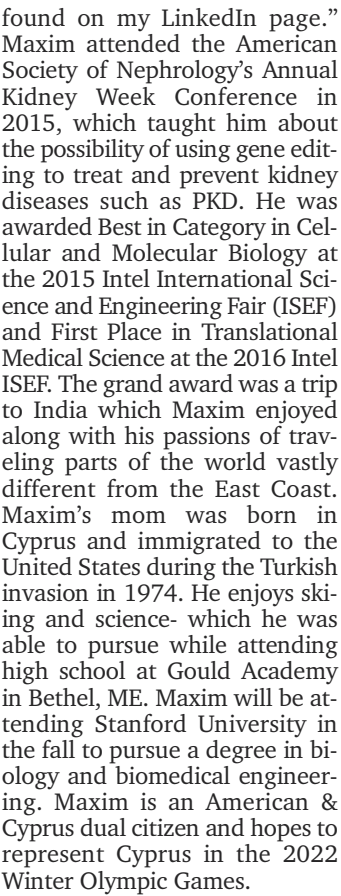 found on my LinkedIn page.”
Maxim attended the American
Society of Nephrology’s Annual
Kidney Week Conference in
2015, which taught him about
the possibility of using gene edit-
ing to treat and prevent kidney
diseases such as PKD. He was
awarded Best in Category in Cel-
lular and Molecular Biology at
the 2015 Intel International Sci-
ence and Engineering Fair (ISEF)
and First Place in Translational
Medical Science at the 2016 Intel
ISEF. The grand award was a trip
to India which Maxim enjoyed
along with his passions of trav-
eling parts of the world vastly
different from the East Coast.
Maxim’s mom was born in
Cyprus and immigrated to the
United States during the Turkish
invasion in 1974. He enjoys ski-
ing and science- which he was
able to pursue while attending
high school at Gould Academy
in Bethel, ME. Maxim will be at-
tending Stanford University in
the fall to pursue a degree in bi-
ology and biomedical engineer-
ing. Maxim is an American &
Cyprus dual citizen and hopes to
represent Cyprus in the 2022
Winter Olympic Games.